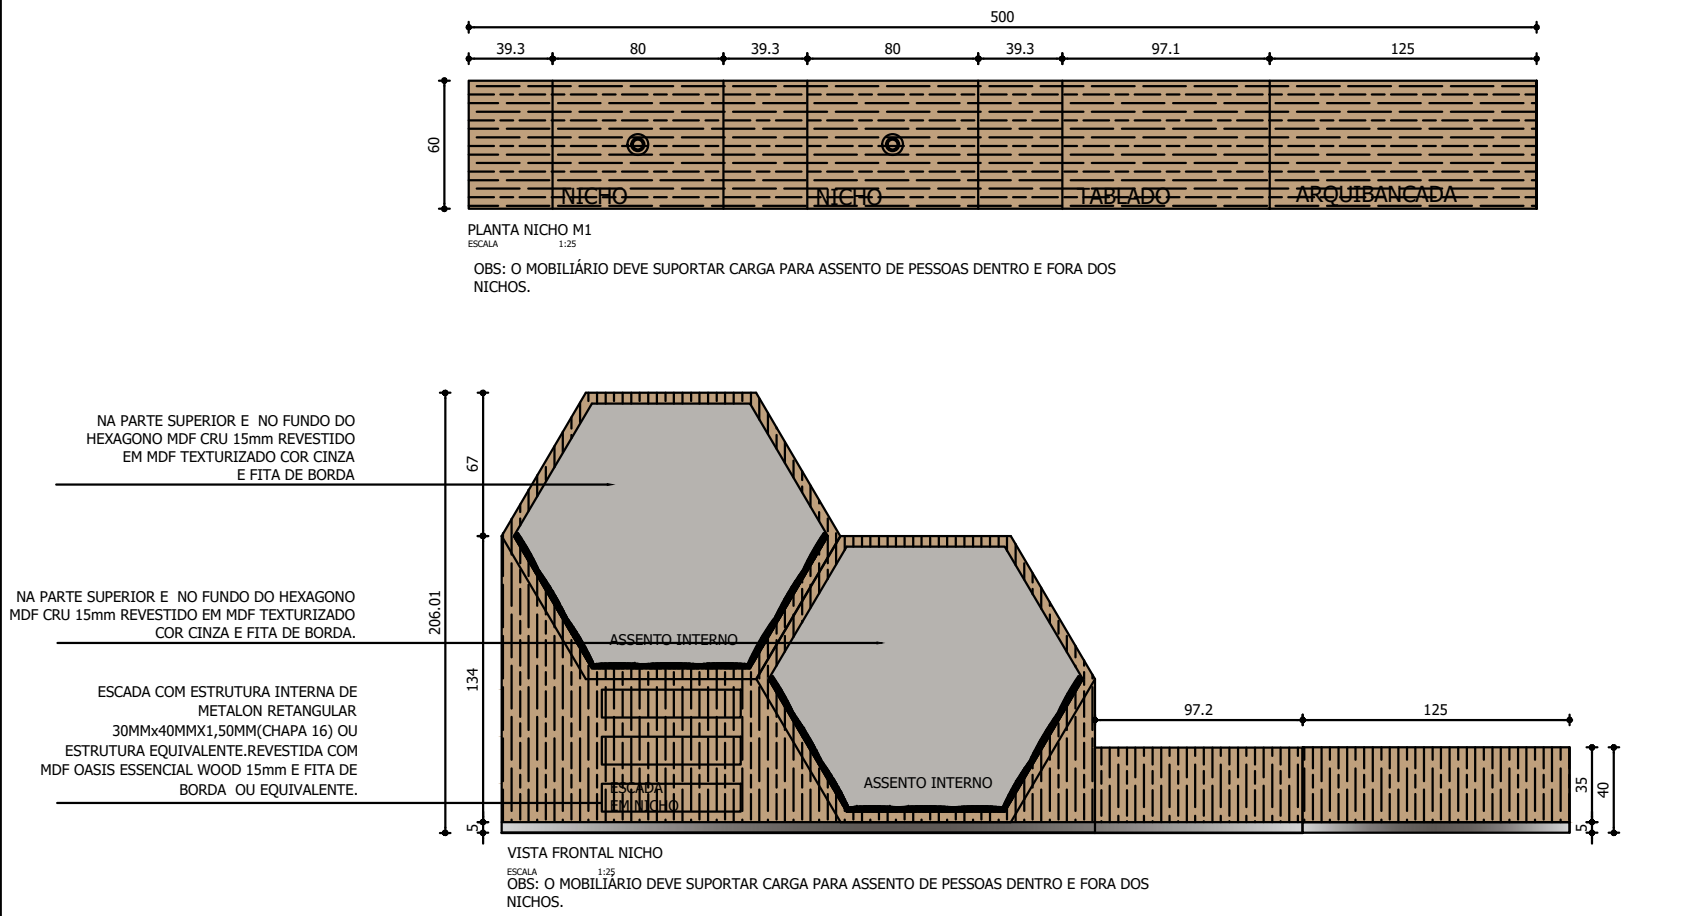 500
39.3 80 39.3 80 39.3 97.1 125
60
NICHO NICHO TABLADO ARQUIBANCADA
PLANTA NICHO M1
ESCALA 1:25
OBS: O MOBILIÁRIO DEVE SUPORTAR CARGA PARA ASSENTO DE PESSOAS DENTRO E FORA DOS
NICHOS.
NA PARTE SUPERIOR E NO FUNDO DO
HEXAGONO MDF CRU 15mm REVESTIDO
EM MDF TEXTURIZADO COR CINZA
E FITA DE BORDA
NA PARTE SUPERIOR E NO FUNDO DO HEXAGONO
MDF CRU 15mm REVESTIDO EM MDF TEXTURIZADO
COR CINZA E FITA DE BORDA.
ESCADA COM ESTRUTURA INTERNA DE
METALON RETANGULAR
30MMx40MMX1,50MM(CHAPA 16) OU
ESTRUTURA EQUIVALENTE.REVESTIDA COM
MDF OASIS ESSENCIAL WOOD 15mm E FITA DE
BORDA OU EQUIVALENTE.
206.01
67
134
5
ASSENTO INTERNO
ASSENTO INTERNO
ESCADA
EM NICHO
97.2 125
35
5
40
VISTA FRONTAL NICHO
ESCALA 1:25
OBS: O MOBILIÁRIO DEVE SUPORTAR CARGA PARA ASSENTO DE PESSOAS DENTRO E FORA DOS
NICHOS.